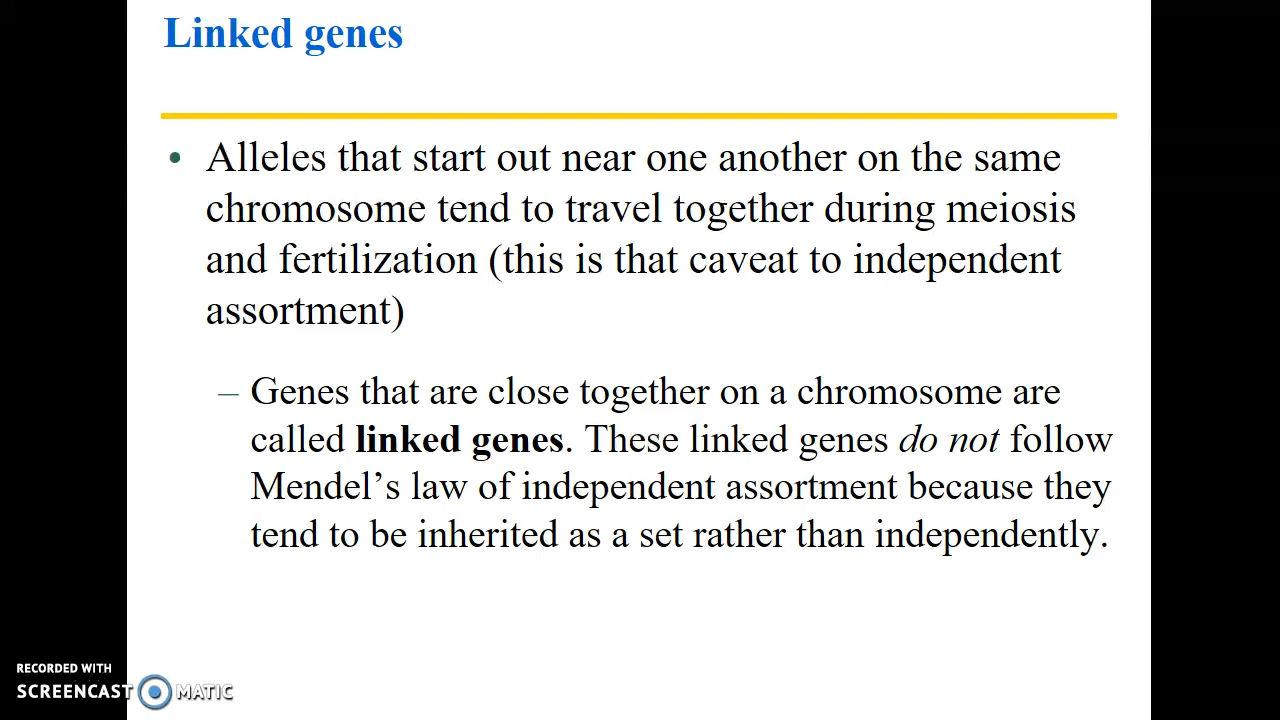 Linked genes
• Alleles that start out near one another on the same
chromosome tend to travel together during meiosis
and fertilization (this is that caveat to independent
assortment)
– Genes that are close together on a chromosome are
called linked genes. These linked genes do not follow
Mendel’s law of independent assortment because they
tend to be inherited as a set rather than independently.
RECORDED WITH
SCREENCAST MATIC